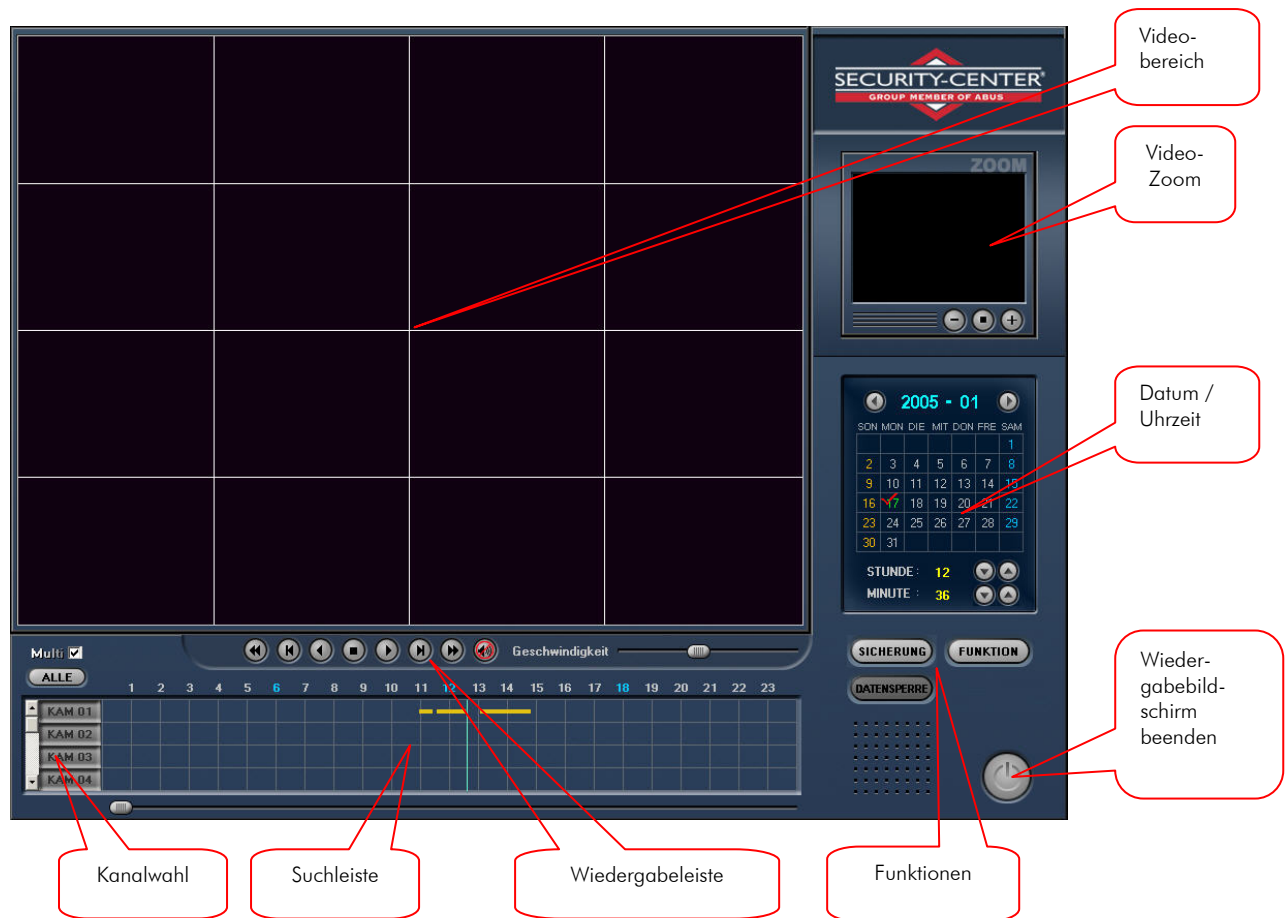 Video-
bereich
SECURITY-CENTER®
GROUP MEMBER OF ABUS
Video-
Zoom
ZOOM
Datum /
Uhrzeit
2005 - 01
SON MON DIE MIT DON FRE SAM
1
2 3 4 5 6 7 8
9 10 11 12 13 14 15
16 17 18 19 20 21 22
23 24 25 26 27 28 29
30 31
STUNDE : 12
MINUTE : 36
Multi
Geschwindigkeit
ALLE
1 2 3 4 5 6 7 8 9 10 11 12 13 14 15 16 17 18 19 20 21 22 23
KAM 01
KAM 02
KAM 03
KAM 04
SICHERUNG
FUNKTION
DATENSPERRE
Wieder-
gabebild-
schirm
beenden
Kanalwahl
Suchleiste
Wiedergabeleiste
Funktionen